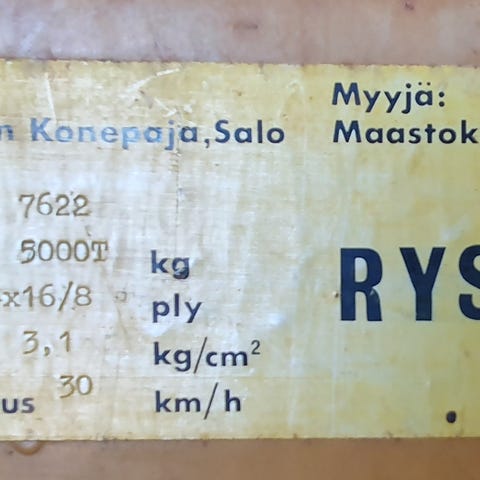 n Konepaja, Salo
7622
5000T kg
x16/8 ply
3,1 kg/cm²
us 30 km/h
Myyjä:
Maastok
RYS